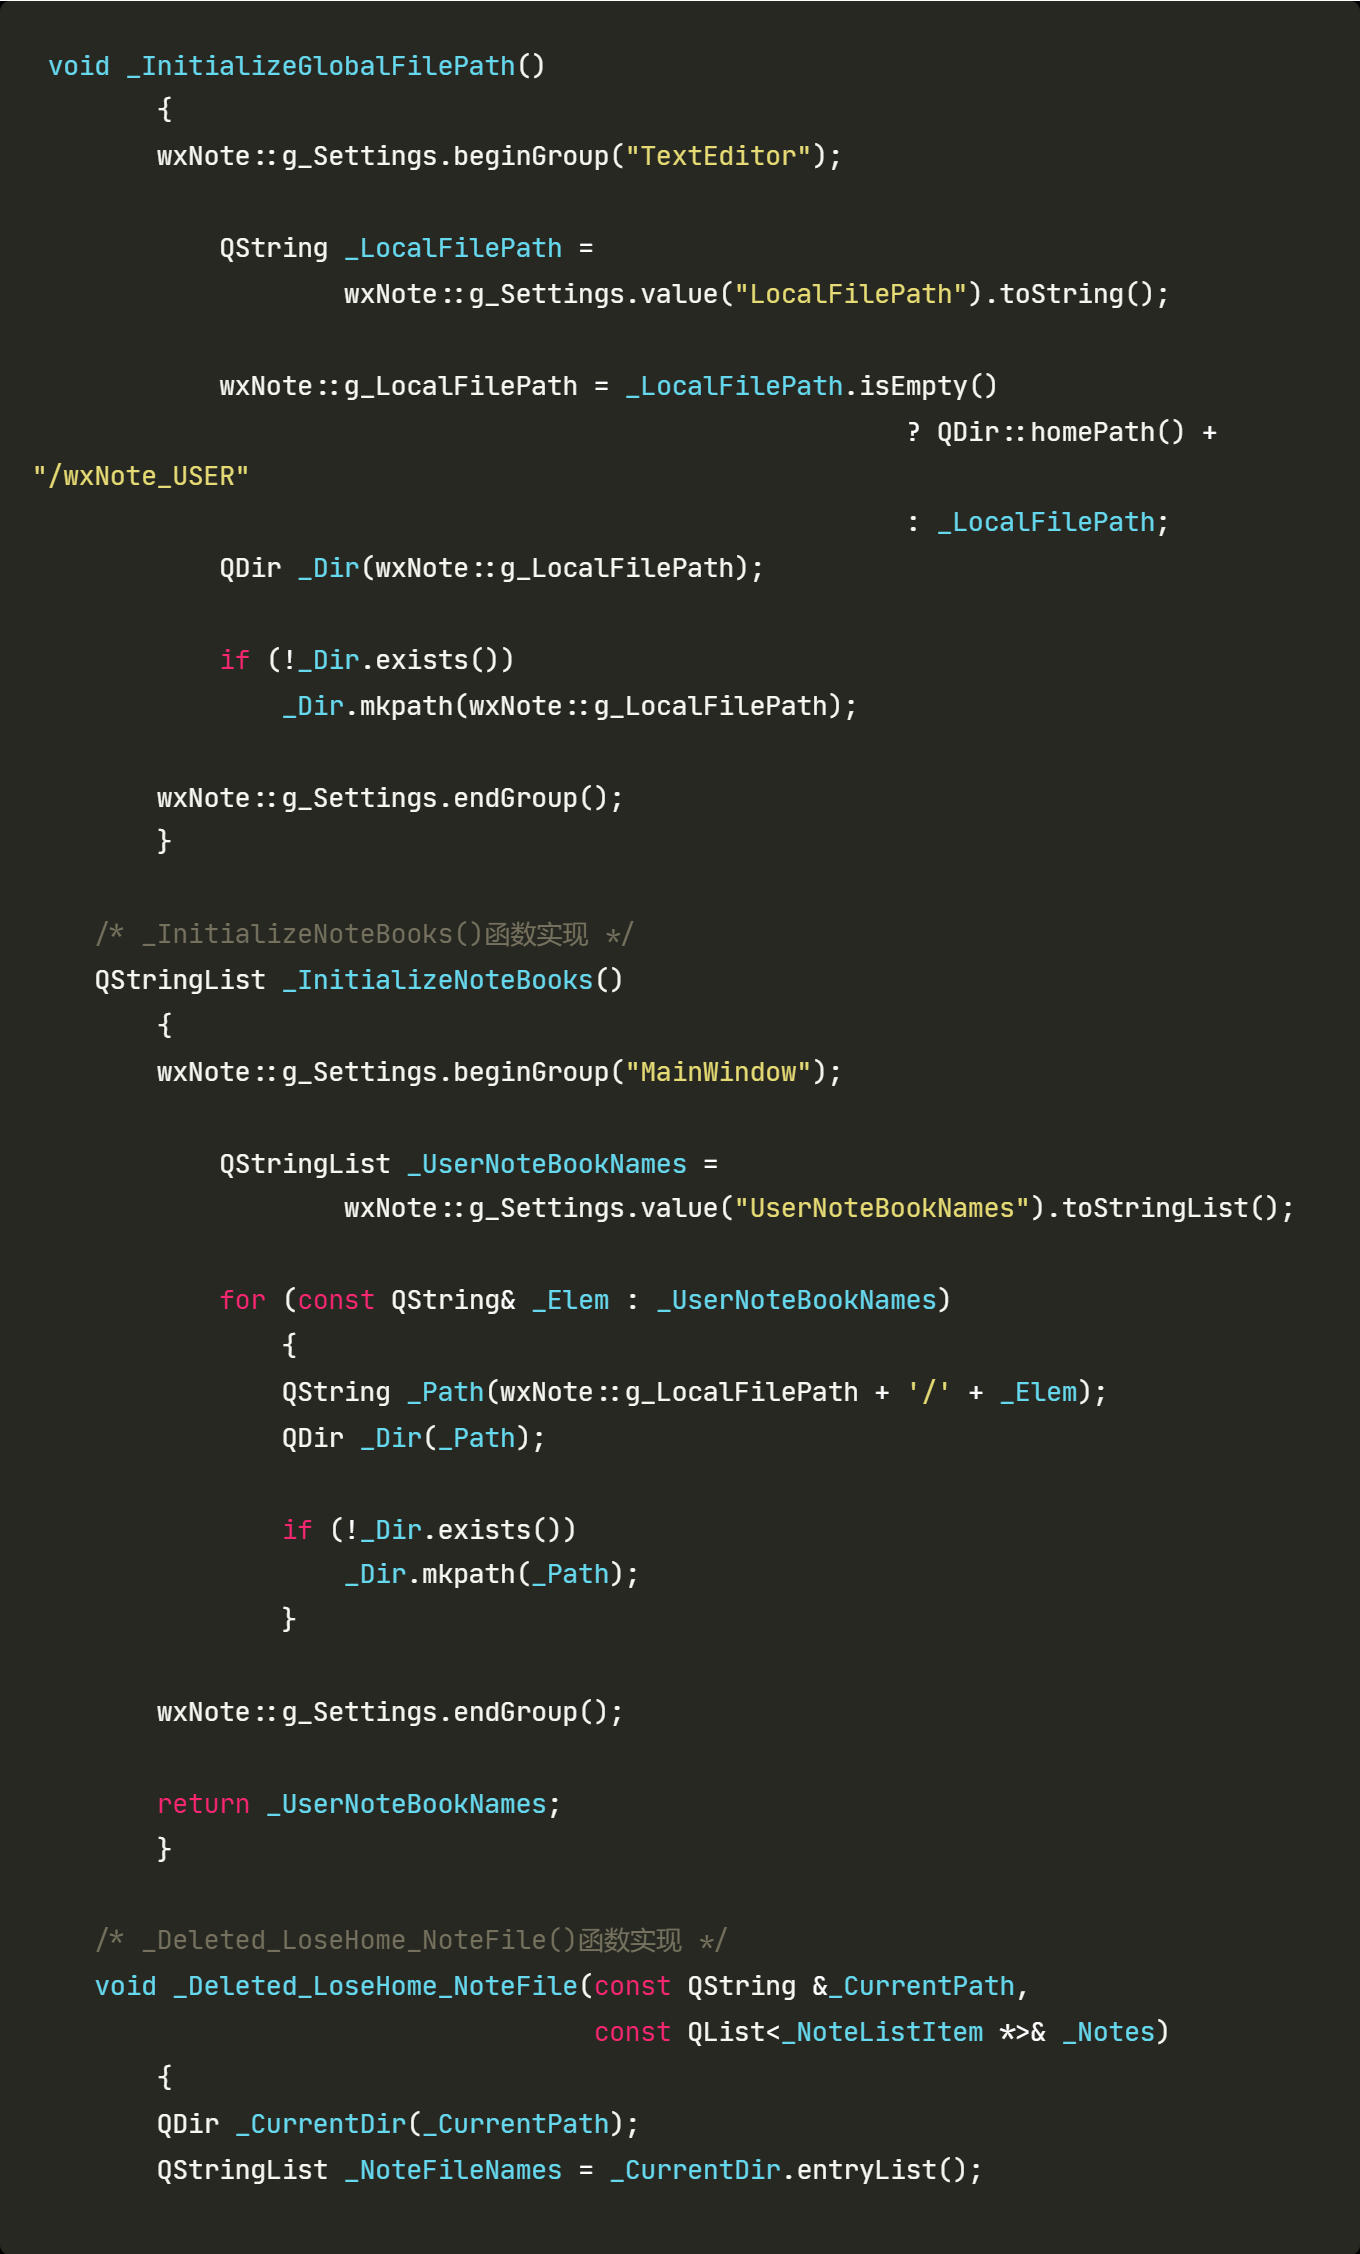 void _InitializeGlobalFilePath()
{
wxNote::g_Settings.beginGroup("TextEditor");
QString _LocalFilePath =
wxNote::g_Settings.value("LocalFilePath").toString();
wxNote::g_LocalFilePath = _LocalFilePath.isEmpty()
? QDir::homePath() +
"/wxNote_USER"
: _LocalFilePath;
QDir _Dir(wxNote::g_LocalFilePath);
if (!_Dir.exists())
_Dir.mkpath(wxNote::g_LocalFilePath);
wxNote::g_Settings.endGroup();
}
/* _InitializeNoteBooks()函数实现 */
QStringList _InitializeNoteBooks()
{
wxNote::g_Settings.beginGroup("MainWindow");
QStringList _UserNoteBookNames =
wxNote::g_Settings.value("UserNoteBookNames").toStringList();
for (const QString& _Elem : _UserNoteBookNames)
{
QString _Path(wxNote::g_LocalFilePath + '/' + _Elem);
QDir _Dir(_Path);
if (!_Dir.exists())
_Dir.mkpath(_Path);
}
wxNote::g_Settings.endGroup();
return _UserNoteBookNames;
}
/* _Deleted_LoseHome_NoteFile()函数实现 */
void _Deleted_LoseHome_NoteFile(const QString &_CurrentPath,
const QList<_NoteListItem *>& _Notes)
{
QDir _CurrentDir(_CurrentPath);
QStringList _NoteFileNames = _CurrentDir.entryList();